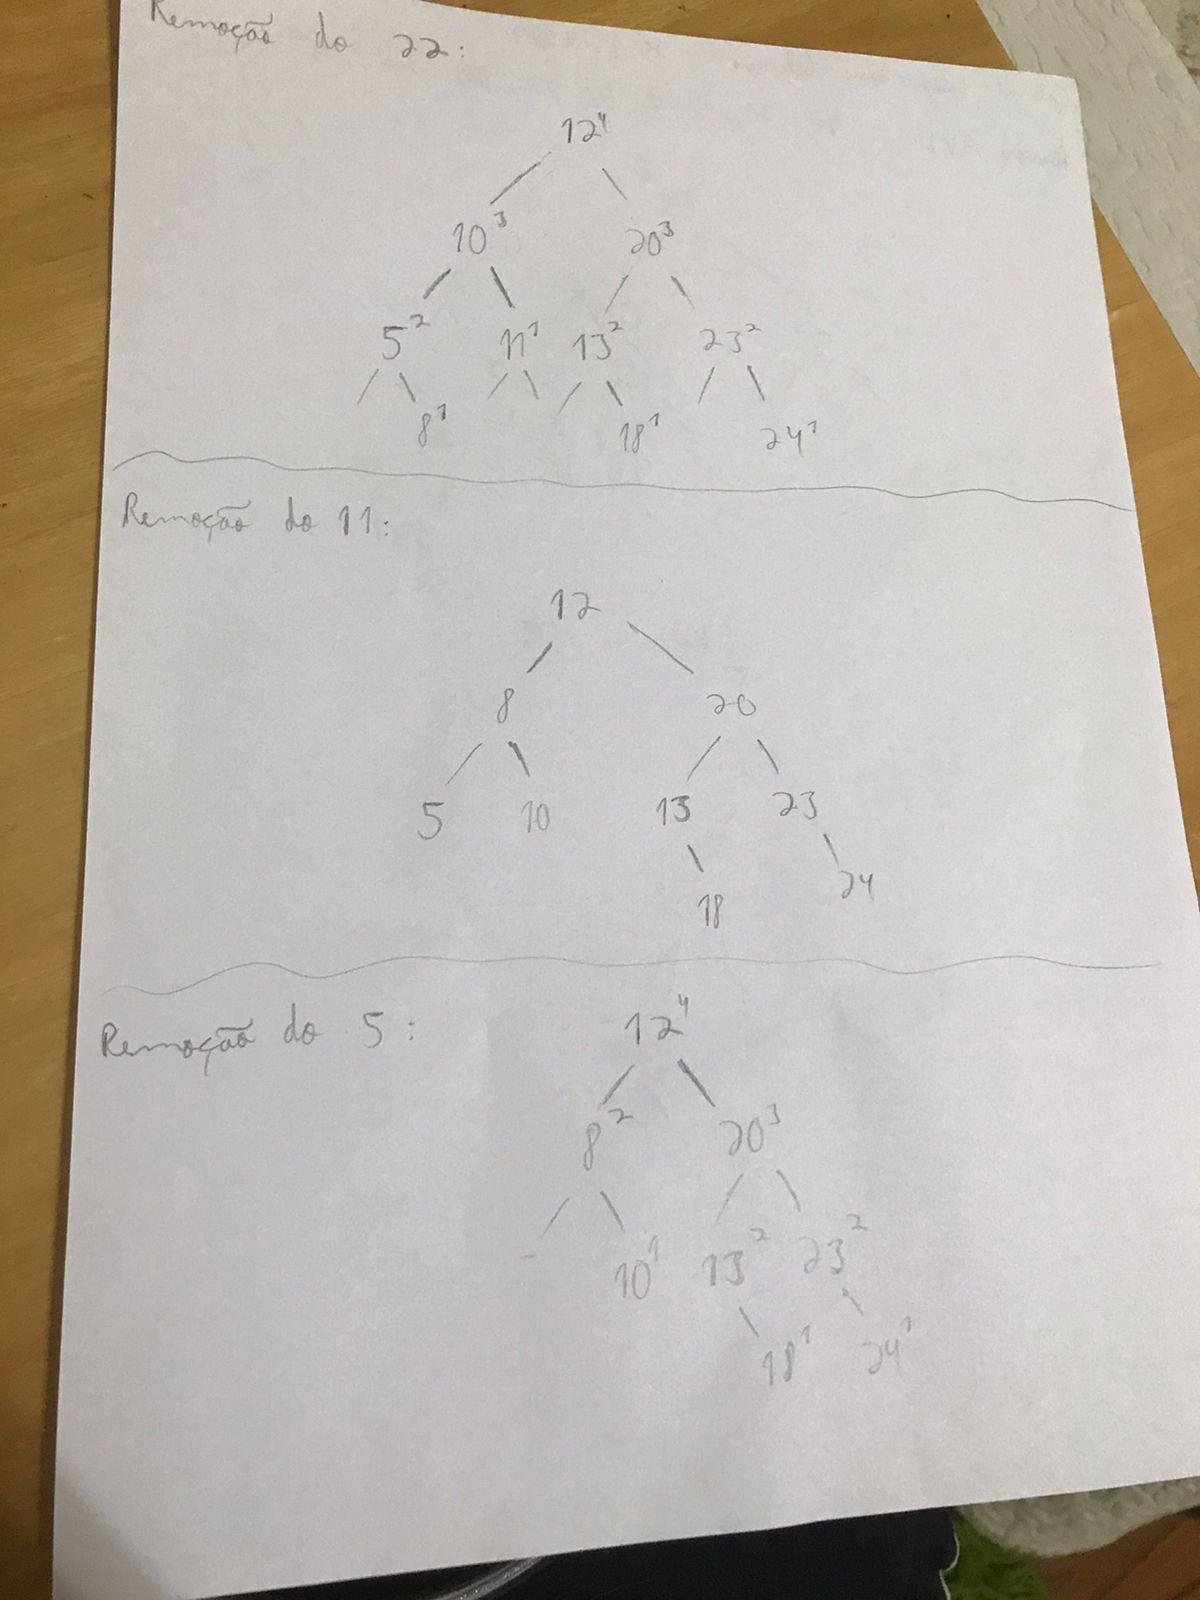 Remoção do 22:
12⁴
10³ 20³
5² 11¹ 13² 23²
8¹ 18¹ 24¹
Remoção do 11:
12
8 20
5 10 13 23
18 24
Remoção do 5:
12⁴
8² 20³
- 10¹ 13² 23²
18¹ 24¹